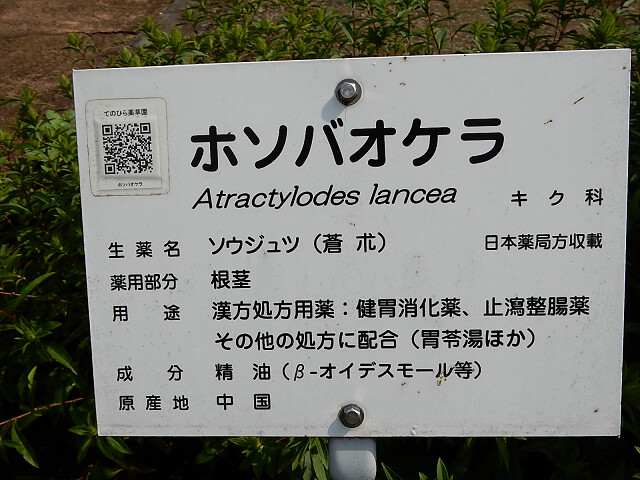 てのひら薬草園
ホソバオケラ
ホソバオケラ
Atractylodes lancea キク科
生薬名 ソウジュツ（蒼朮） 日本薬局方収載
薬用部分 根茎
用途 漢方処方用薬：健胃消化薬、止瀉整腸薬
その他の処方に配合（胃苓湯ほか）
成分 精油（β-オイデスモール等）
原産地 中国